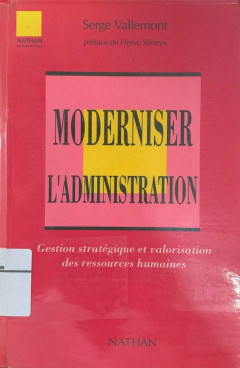 Serge Vallemont
préface de Hervé Sérieyx
NATHAN
MODERNISER
L'ADMINISTRATION
Gestion stratégique et valorisation
des ressources humaines
NATHAN